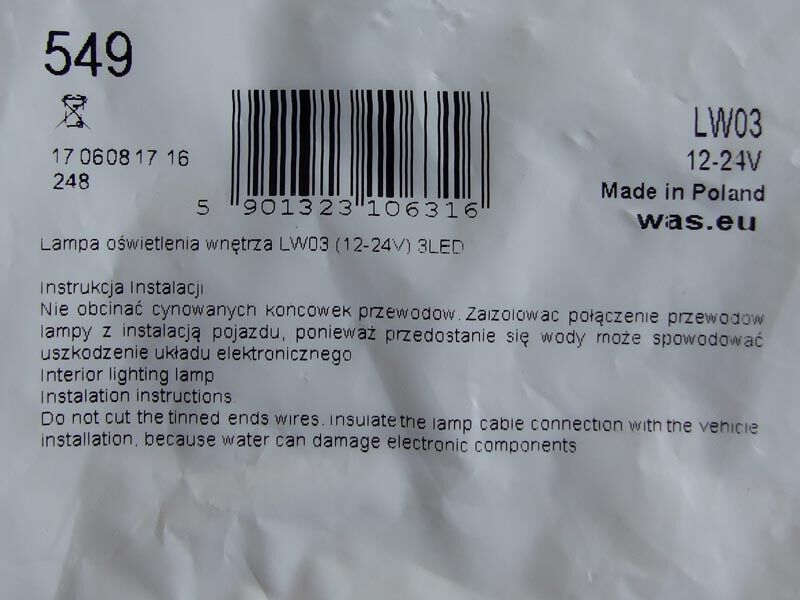 549
LW03
17 060817 16
12-24V
248
Made in Poland
5 901323 106316
was.eu
Lampa oświetlenia wnętrza LW03 (12-24V) 3LED
Instrukcja Instalacji
Nie obcinać cynowanych końcówek przewodów. Zaizolować połączenie przewodów
lampy z instalacją pojazdu, ponieważ przedostanie się wody może spowodować
uszkodzenie układu elektronicznego
Interior lighting lamp
Instalation instructions
Do not cut the tinned ends wires. insulate the lamp cable connection with the vehicle
installation, because water can damage electronic components